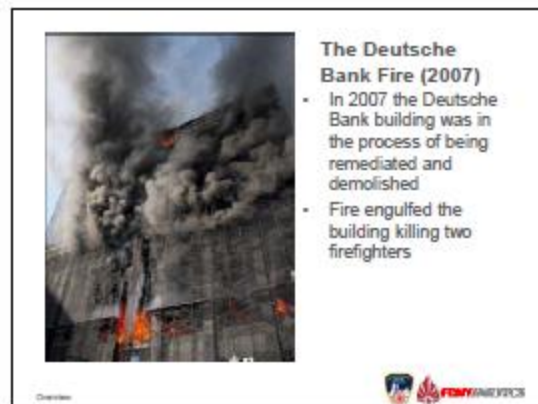 The Deutsche
Bank Fire (2007)
• In 2007 the Deutsche
Bank building was in
the process of being
remediated and
demolished
• Fire engulfed the
building killing two
firefighters
Overview
FDNYANALYTICS